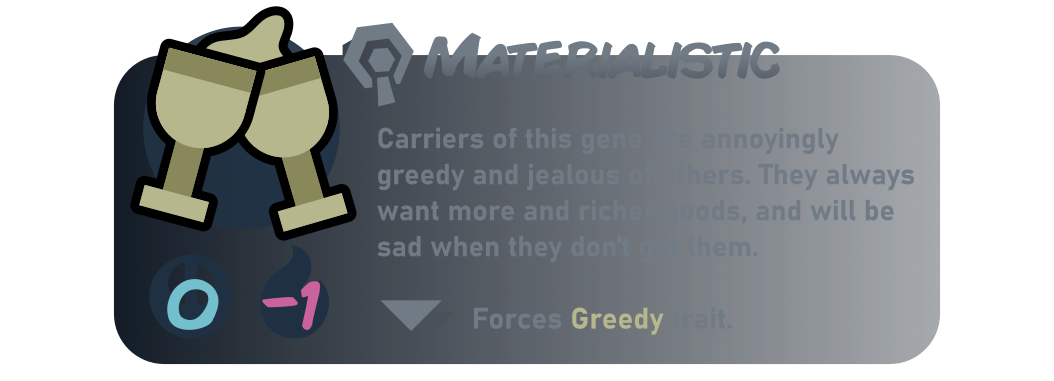 Materialistic
Carriers of this gene are annoyingly
greedy and jealous of others. They always
want more and richer goods, and will be
sad when they don't get them.
0
-1
Forces Greedy trait.